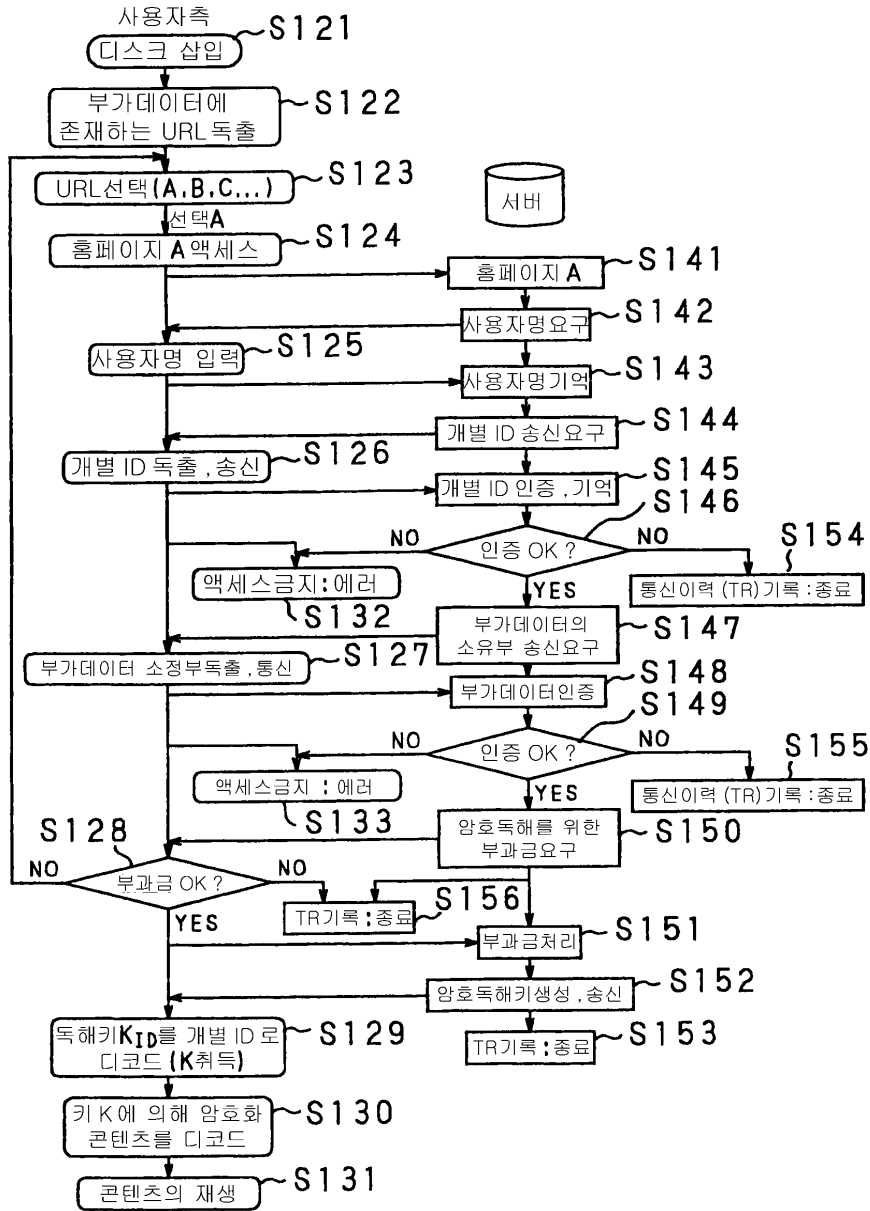 사용자측
디스크 삽입
S121
부가데이터에
존재하는 URL 독출
S122
URL선택(A,B,C...)
S123
선택A
홈페이지 A 액세스
S124
서버
홈페이지 A
S141
사용자명요구
S142
사용자명 입력
S125
사용자명기억
S143
개별 ID 송신요구
S144
개별 ID 독출,송신
S126
개별 ID 인증,기억
S145
인증 OK ?
S146
NO
NO
YES
액세스금지:에러
S132
통신이력 (TR)기록:종료
S154
부가데이터의
소유부 송신요구
S147
부가데이터 소정부독출,통신
S127
부가데이터인증
S148
인증 OK ?
S149
NO
NO
YES
액세스금지 : 에러
S133
통신이력 (TR)기록:종료
S155
암호독해를 위한
부과금요구
S150
부과금 OK ?
S128
NO
NO
YES
TR기록:종료
S156
부과금처리
S151
암호독해키생성,송신
S152
TR기록:종료
S153
독해키KID를 개별 ID 로
디코드 (K취득)
S129
키 K에 의해 암호화
콘텐츠를 디코드
S130
콘텐츠의 재생
S131